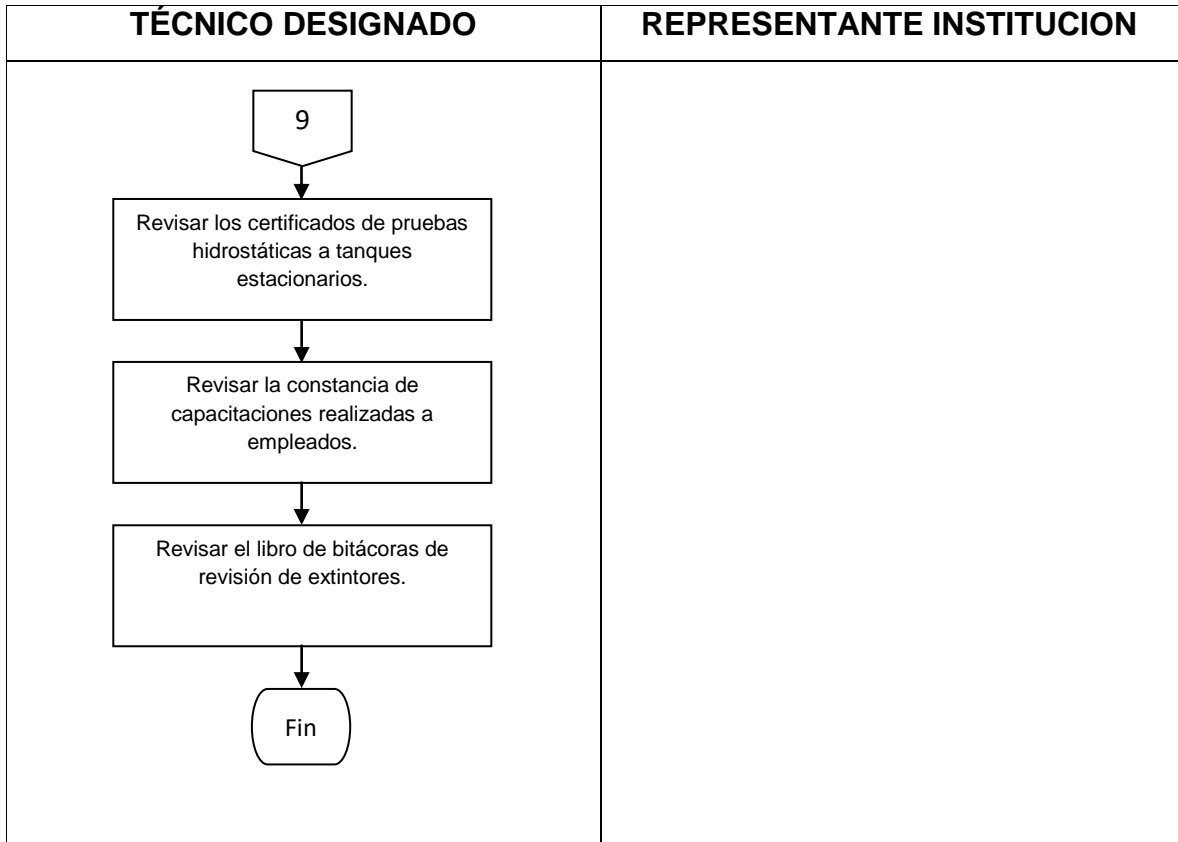 TÉCNICO DESIGNADO
REPRESENTANTE INSTITUCION
9
Revisar los certificados de pruebas
hidrostáticas a tanques
estacionarios.
Revisar la constancia de
capacitaciones realizadas a
empleados.
Revisar el libro de bitácoras de
revisión de extintores.
Fin